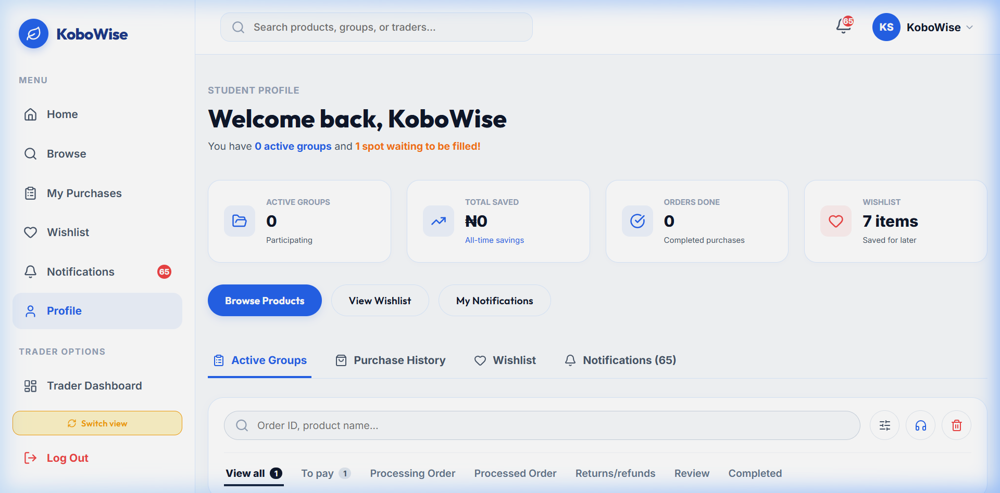 KoboWise
Search products, groups, or traders...
65
KS
KoboWise
MENU
Home
Browse
My Purchases
Wishlist
Notifications
65
Profile
TRADER OPTIONS
Trader Dashboard
Switch view
Log Out
STUDENT PROFILE
Welcome back, KoboWise
You have 0 active groups and 1 spot waiting to be filled!
ACTIVE GROUPS
0
Participating
TOTAL SAVED
₦0
All-time savings
ORDERS DONE
0
Completed purchases
WISHLIST
7 items
Saved for later
Browse Products
View Wishlist
My Notifications
Active Groups
Purchase History
Wishlist
Notifications (65)
Order ID, product name...
View all 1
To pay 1
Processing Order
Processed Order
Returns/refunds
Review
Completed